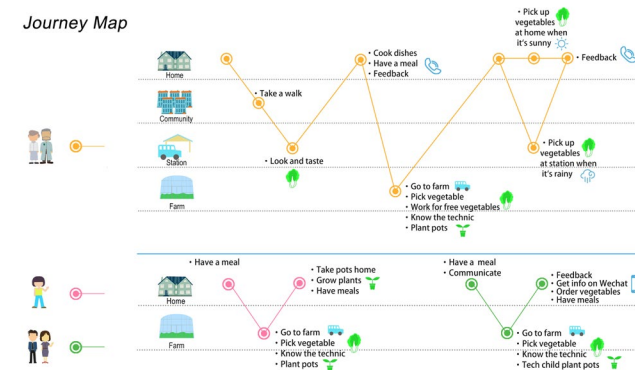 Journey Map
• Pick up
vegetables
at home when
it's sunny
• Cook dishes
• Have a meal
• Feedback
• Feedback
Home
• Take a walk
Community
• Look and taste
Station
• Pick up
vegetables
at station when
it's rainy
• Go to farm
• Pick vegetable
• Work for free vegetables
• Know the technic
• Plant pots
Farm
• Have a meal
• Take pots home
• Grow plants
• Have meals
• Have a meal
• Communicate
• Feedback
• Get info on Wechat
• Order vegetables
• Have meals
Home
Farm
• Go to farm
• Pick vegetable
• Know the technic
• Plant pots
• Go to farm
• Pick vegetable
• Know the technic
• Tech child plant pots